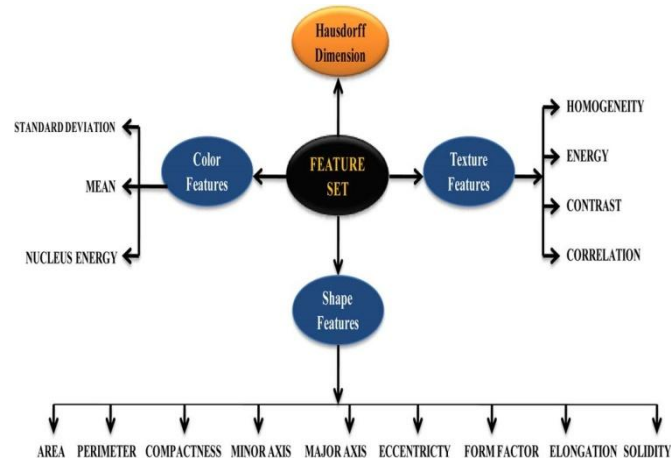 Hausdorff
Dimension
STANDARD DEVIATION
MEAN
NUCLEUS ENERGY
Color
Features
FEATURE
SET
Texture
Features
HOMOGENEITY
ENERGY
CONTRAST
CORRELATION
Shape
Features
AREA PERIMETER COMPACTNESS MINOR AXIS MAJOR AXIS ECCENTRICTY FORM FACTOR ELONGATION SOLIDITY